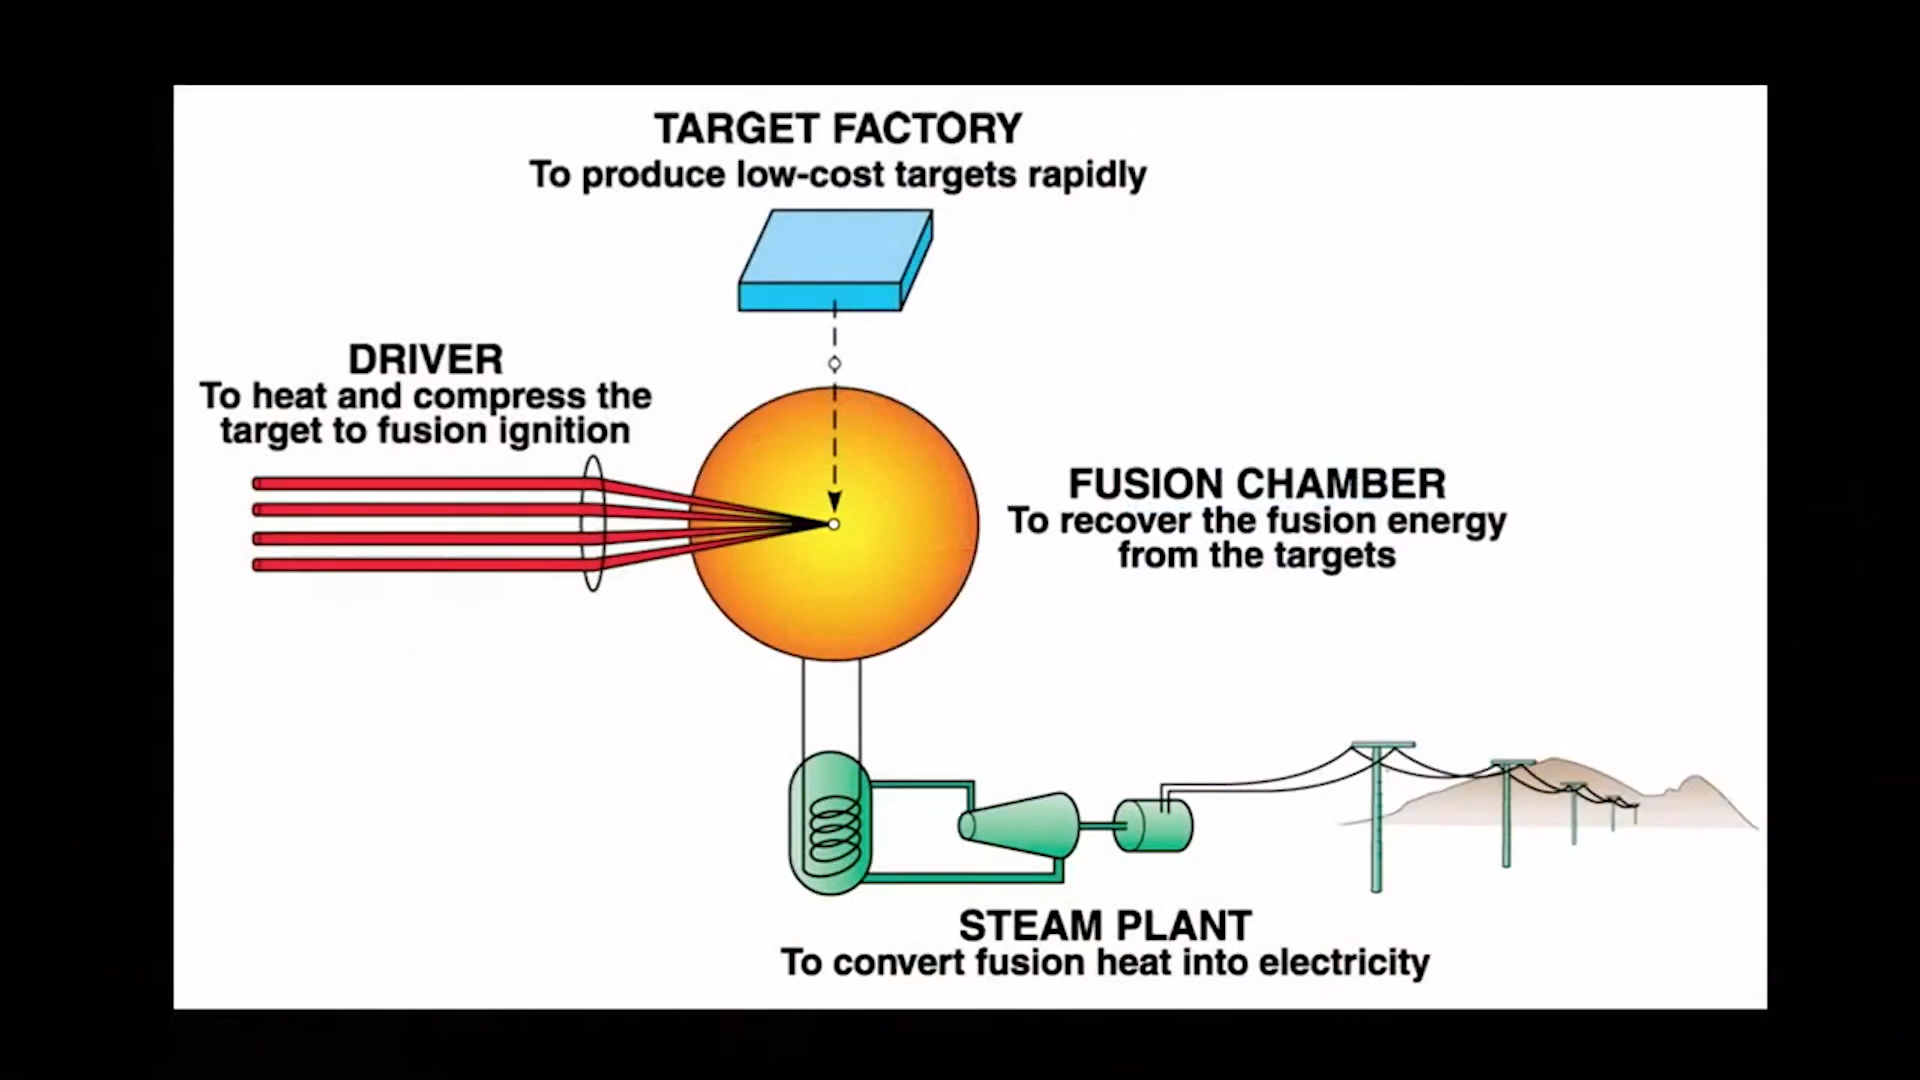 TARGET FACTORY
To produce low-cost targets rapidly
DRIVER
To heat and compress the
target to fusion ignition
FUSION CHAMBER
To recover the fusion energy
from the targets
STEAM PLANT
To convert fusion heat into electricity